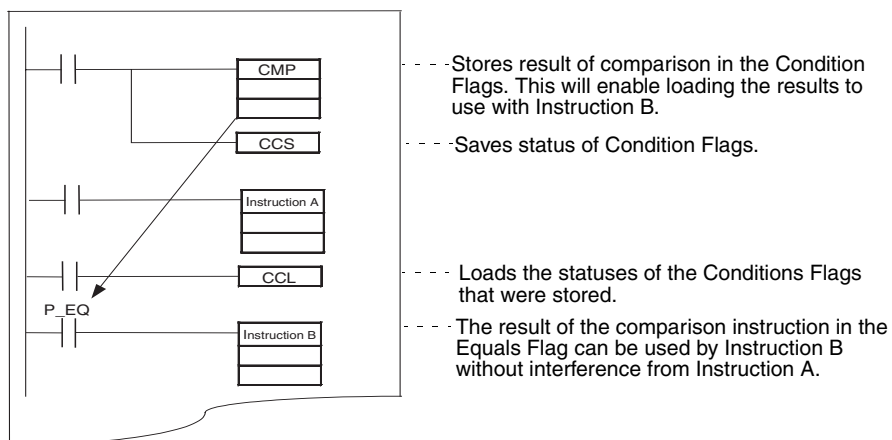 CMP
Stores result of comparison in the Condition
Flags. This will enable loading the results to
use with Instruction B.
CCS
Saves status of Condition Flags.
Instruction A
CCL
Loads the statuses of the Conditions Flags
that were stored.
P_EQ
Instruction B
The result of the comparison instruction in the
Equals Flag can be used by Instruction B
without interference from Instruction A.